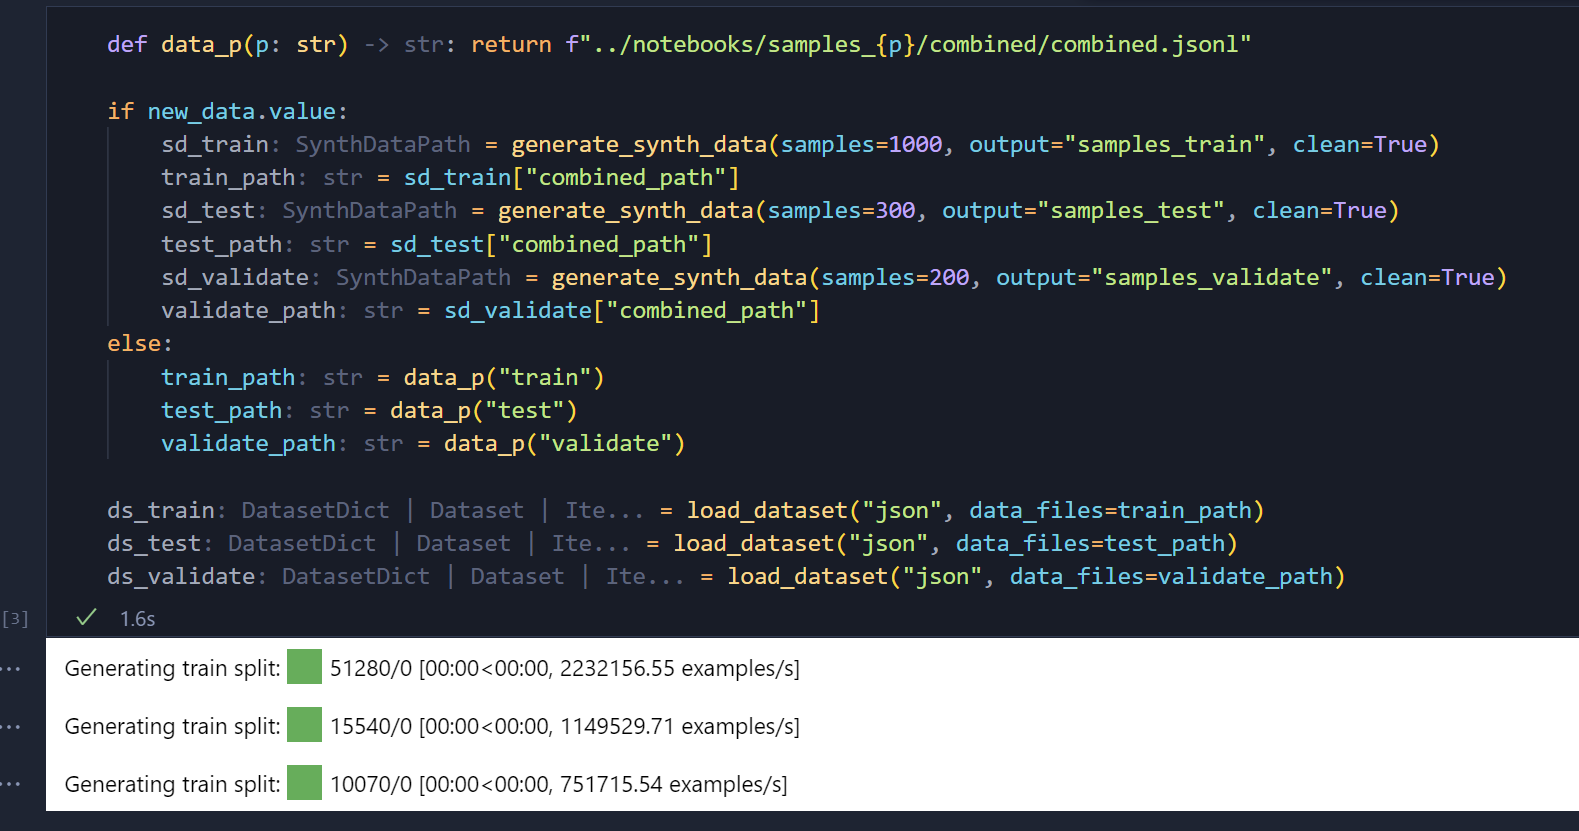 def data_p(p: str) -> str: return f"../notebooks/samples_{p}/combined/combined.jsonl"
if new_data.value:
sd_train: SynthDataPath = generate_synth_data(samples=1000, output="samples_train", clean=True)
train_path: str = sd_train["combined_path"]
sd_test: SynthDataPath = generate_synth_data(samples=300, output="samples_test", clean=True)
test_path: str = sd_test["combined_path"]
sd_validate: SynthDataPath = generate_synth_data(samples=200, output="samples_validate", clean=True)
validate_path: str = sd_validate["combined_path"]
else:
train_path: str = data_p("train")
test_path: str = data_p("test")
validate_path: str = data_p("validate")
ds_train: DatasetDict | Dataset | Ite... = load_dataset("json", data_files=train_path)
ds_test: DatasetDict | Dataset | Ite... = load_dataset("json", data_files=test_path)
ds_validate: DatasetDict | Dataset | Ite... = load_dataset("json", data_files=validate_path)
[3] ✓ 1.6s
... Generating train split: 51280/0 [00:00<00:00, 2232156.55 examples/s]
... Generating train split: 15540/0 [00:00<00:00, 1149529.71 examples/s]
... Generating train split: 10070/0 [00:00<00:00, 751715.54 examples/s]